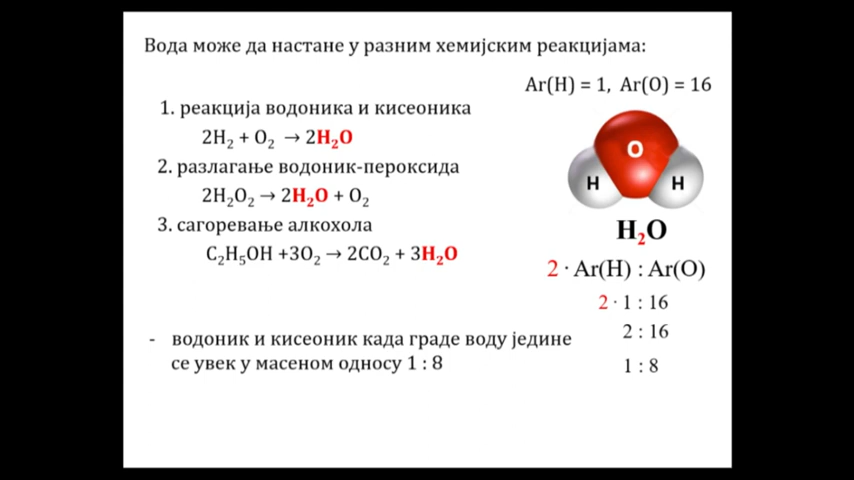 Вода може да настане у разним хемијским реакцијама:
Ar(H) = 1, Ar(O) = 16
1. реакција водоника и кисеоника
2H₂ + O₂ → 2H₂O
2. разлагање водоник-пероксида
2H₂O₂ → 2H₂O + O₂
3. сагоревање алкохола
C₂H₅OH +3O₂ → 2CO₂ + 3H₂O
O
H H
H₂O
2 · Ar(H) : Ar(O)
2 · 1 : 16
2 : 16
1 : 8
- водоник и кисеоник када граде воду једине
се увек у масеном односу 1 : 8